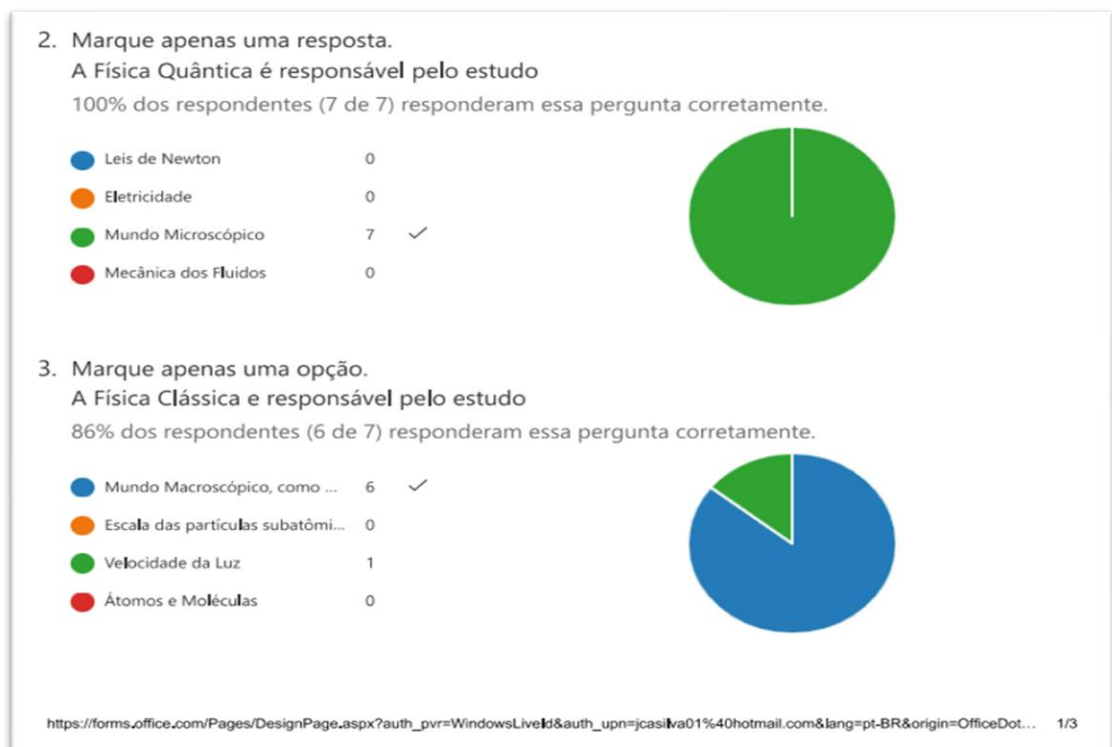 2. Marque apenas uma resposta.
A Física Quântica é responsável pelo estudo
100% dos respondentes (7 de 7) responderam essa pergunta corretamente.
Leis de Newton 0
Eletricidade 0
Mundo Microscópico 7 ✓
Mecânica dos Fluidos 0
3. Marque apenas uma opção.
A Física Clássica e responsável pelo estudo
86% dos respondentes (6 de 7) responderam essa pergunta corretamente.
Mundo Macroscópico, como ... 6 ✓
Escala das partículas subatômi... 0
Velocidade da Luz 1
Átomos e Moléculas 0
https://forms.office.com/Pages/DesignPage.aspx?auth_pvr=WindowsLiveId&auth_upn=jcasilva01%40hotmail.com&lang=pt-BR&origin=OfficeDot... 1/3